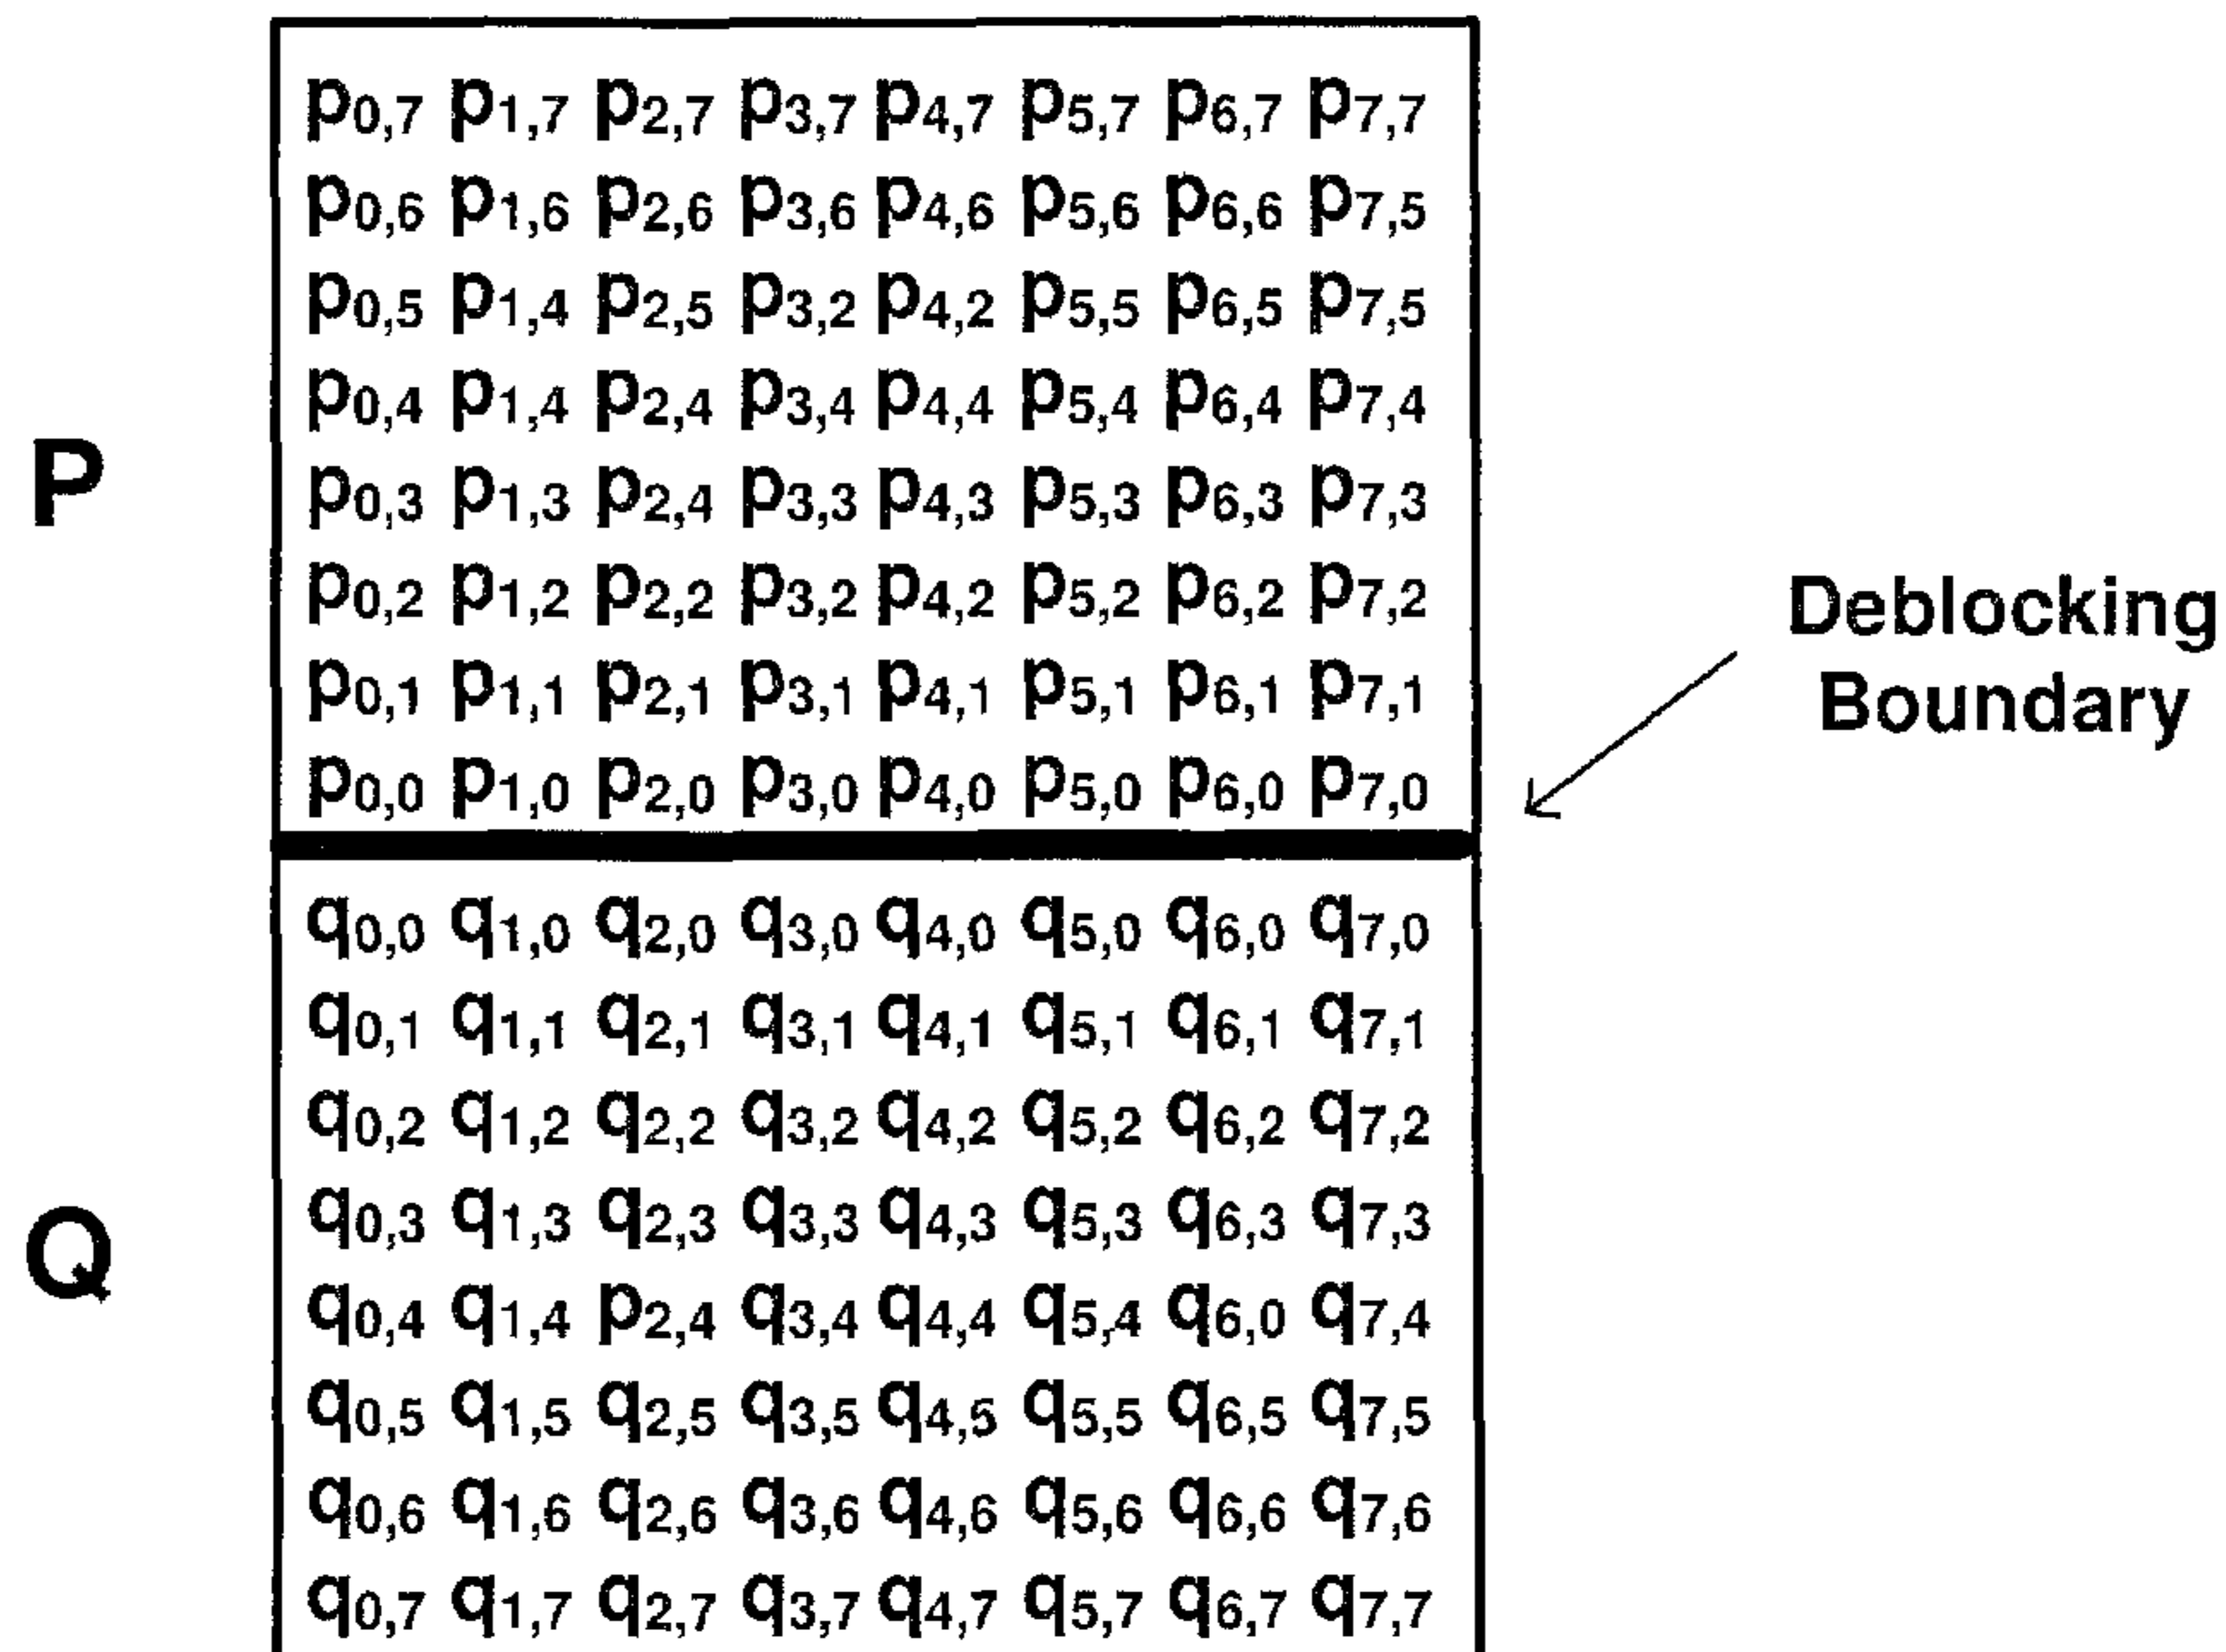 p0,7 p1,7 p2,7 p3,7 p4,7 p5,7 p6,7 p7,7
p0,6 p1,6 p2,6 p3,6 p4,6 p5,6 p6,6 p7,5
p0,5 p1,4 p2,5 p3,2 p4,2 p5,5 p6,5 p7,5
p0,4 p1,4 p2,4 p3,4 p4,4 p5,4 p6,4 p7,4
P
p0,3 p1,3 p2,4 p3,3 p4,3 p5,3 p6,3 p7,3
p0,2 p1,2 p2,2 p3,2 p4,2 p5,2 p6,2 p7,2
Deblocking
p0,1 p1,1 p2,1 p3,1 p4,1 p5,1 p6,1 p7,1
Boundary
p0,0 p1,0 p2,0 p3,0 p4,0 p5,0 p6,0 p7,0
q0,0 q1,0 q2,0 q3,0 q4,0 q5,0 q6,0 q7,0
q0,1 q1,1 q2,1 q3,1 q4,1 q5,1 q6,1 q7,1
q0,2 q1,2 q2,2 q3,2 q4,2 q5,2 q6,2 q7,2
q0,3 q1,3 q2,3 q3,3 q4,3 q5,3 q6,3 q7,3
Q
q0,4 q1,4 p2,4 q3,4 q4,4 q5,4 q6,0 q7,4
q0,5 q1,5 q2,5 q3,5 q4,5 q5,5 q6,5 q7,5
q0,6 q1,6 q2,6 q3,6 q4,6 q5,6 q6,6 q7,6
q0,7 q1,7 q2,7 q3,7 q4,7 q5,7 q6,7 q7,7